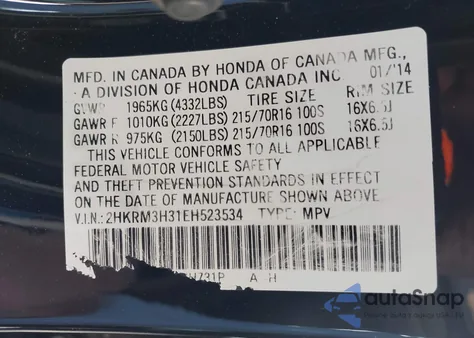 MFD. IN CANADA BY HONDA OF CANADA MFG.,
A DIVISION OF HONDA CANADA INC 01/'14
GVWR 1965KG (4332LBS) TIRE SIZE RIM SIZE
GAWR F 1010KG (2227LBS) 215/70R16 100S 16X6.5J
GAWR R 975KG (2150LBS) 215/70R16 100S 16X6.5J
THIS VEHICLE CONFORMS TO ALL APPLICABLE
FEDERAL MOTOR VEHICLE SAFETY
AND THEFT PREVENTION STANDARDS IN EFFECT
ON THE DATE OF MANUFACTURE SHOWN ABOVE
V.I.N.: 2HKRM3H31EH523534 TYPE: MPV
H731P A H
autoSnap